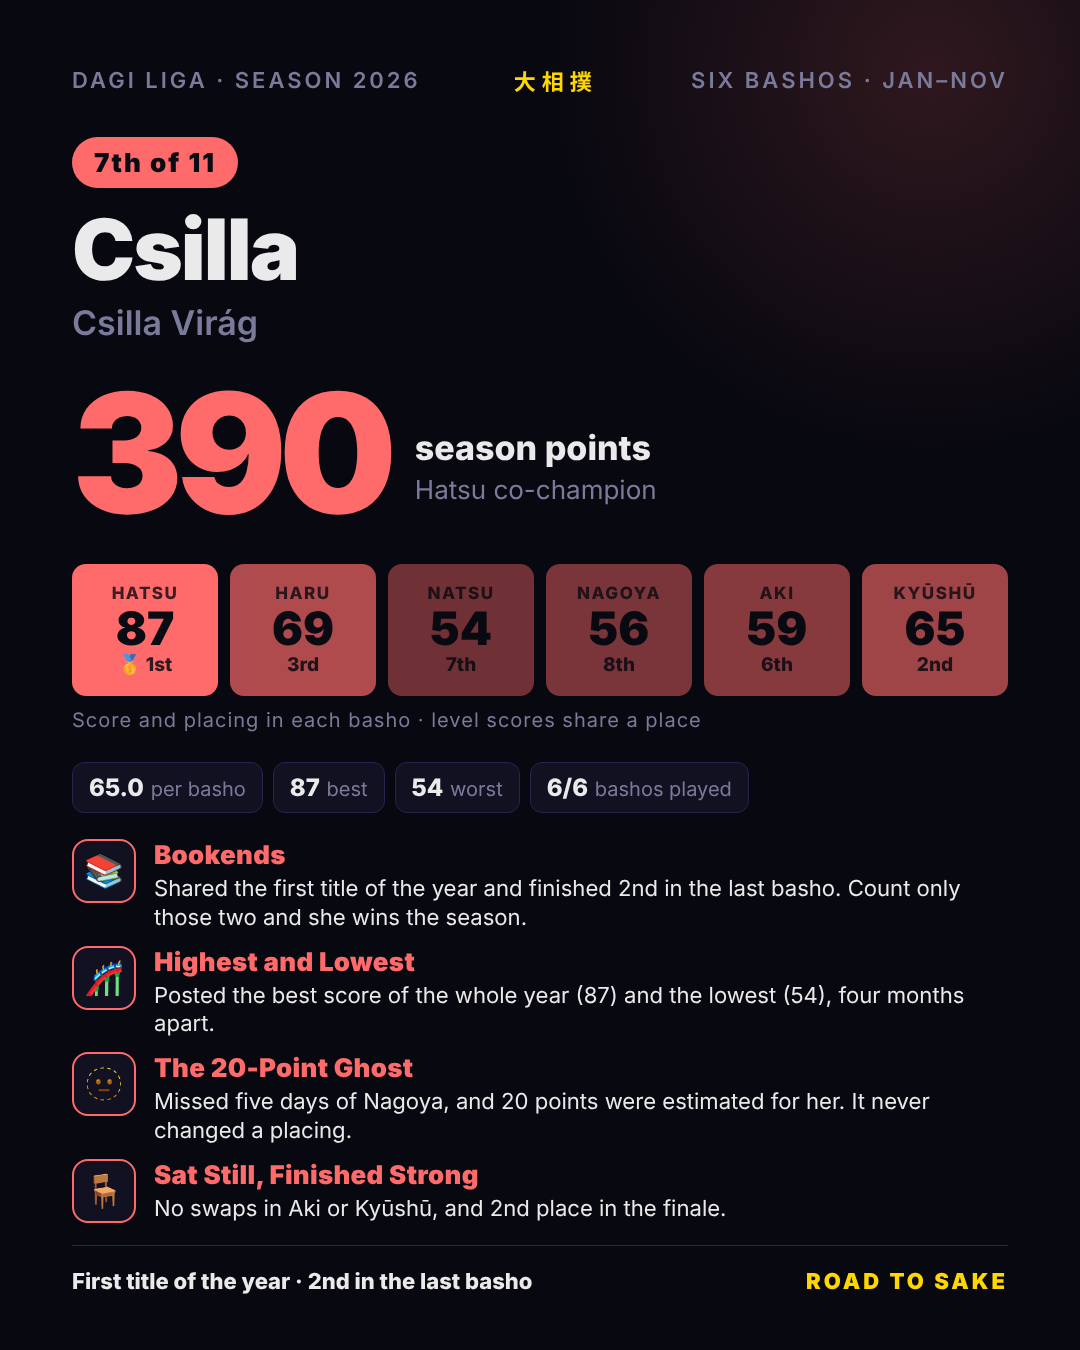 DAGI LIGA · SEASON 2026
大相撲
SIX BASHOS · JAN–NOV
7th of 11
Csilla
Csilla Virág
390
season points
Hatsu co-champion
HATSU
87
🥇 1st
HARU
69
3rd
NATSU
54
7th
NAGOYA
56
8th
AKI
59
6th
KYŪSHŪ
65
2nd
Score and placing in each basho · level scores share a place
65.0 per basho
87 best
54 worst
6/6 bashos played
Bookends
Shared the first title of the year and finished 2nd in the last basho. Count only
those two and she wins the season.
Highest and Lowest
Posted the best score of the whole year (87) and the lowest (54), four months
apart.
The 20-Point Ghost
Missed five days of Nagoya, and 20 points were estimated for her. It never
changed a placing.
Sat Still, Finished Strong
No swaps in Aki or Kyūshū, and 2nd place in the finale.
First title of the year · 2nd in the last basho
ROAD TO SAKE